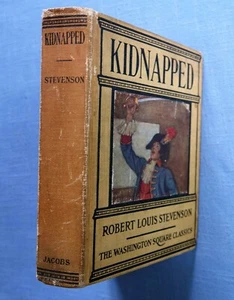 KIDNAPPED
STEVENSON
JACOBS
KIDNAPPED
ROBERT LOUIS STEVENSON
THE WASHINGTON SQUARE CLASSICS